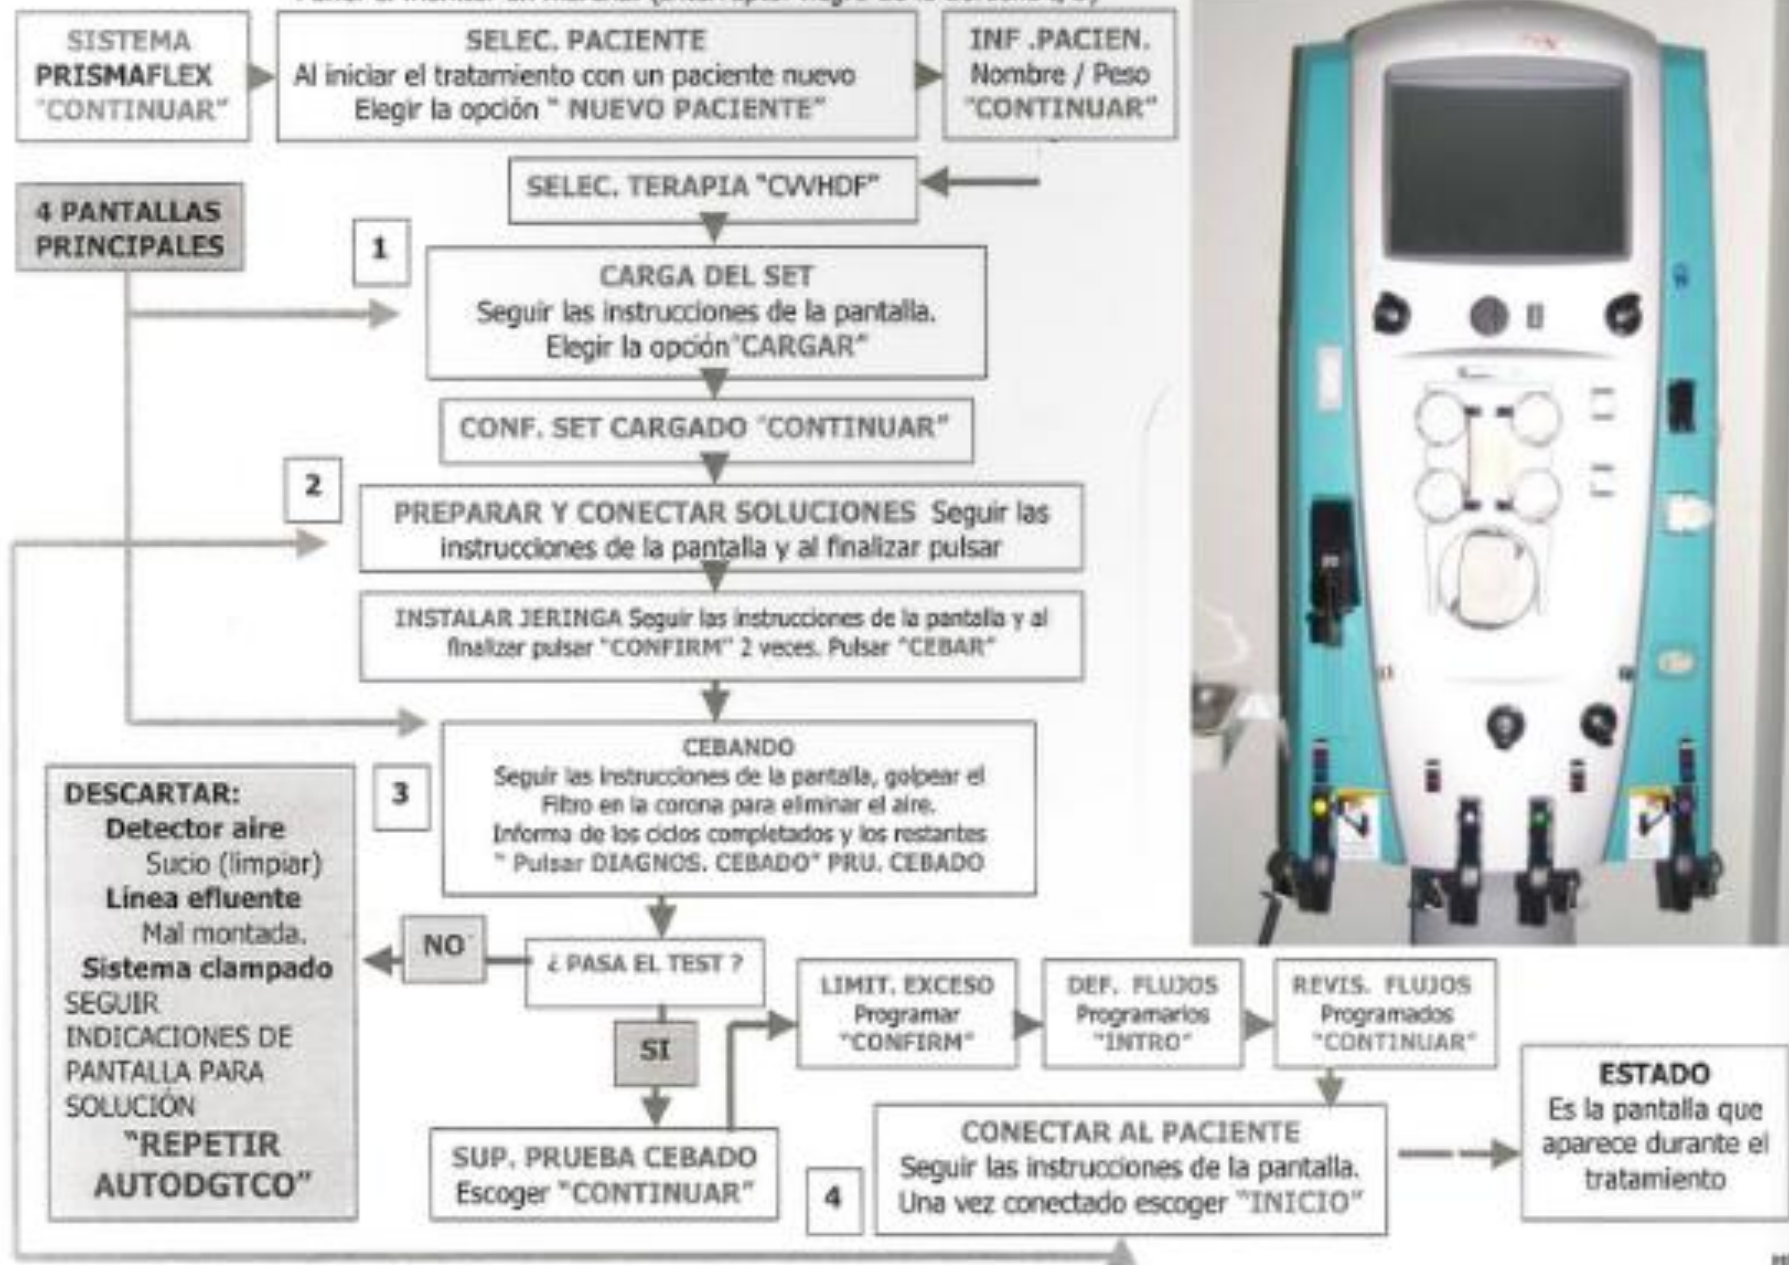 SISTEMA
PRISMAFLEX
"CONTINUAR"
SELEC. PACIENTE
Al iniciar el tratamiento con un paciente nuevo
Elegir la opción " NUEVO PACIENTE"
INF .PACIEN.
Nombre / Peso
"CONTINUAR"
SELEC. TERAPIA "CVVHDF"
4 PANTALLAS
PRINCIPALES
1
CARGA DEL SET
Seguir las instrucciones de la pantalla.
Elegir la opción"CARGAR"
CONF. SET CARGADO "CONTINUAR"
2
PREPARAR Y CONECTAR SOLUCIONES Seguir las
instrucciones de la pantalla y al finalizar pulsar
INSTALAR JERINGA Seguir las instrucciones de la pantalla y al
finalizar pulsar "CONFIRM" 2 veces. Pulsar "CEBAR"
3
CEBANDO
Seguir las instrucciones de la pantalla, golpear el
Filtro en la corona para eliminar el aire.
Informa de los ciclos completados y los restantes
" Pulsar DIAGNOS. CEBADO" PRU. CEBADO
DESCARTAR:
Detector aire
Sucio (limpiar)
Línea efluente
Mal montada.
Sistema clampado
SEGUIR
INDICACIONES DE
PANTALLA PARA
SOLUCIÓN
"REPETIR
AUTODGTCO"
NO
¿ PASA EL TEST ?
SI
SUP. PRUEBA CEBADO
Escoger "CONTINUAR"
LIMIT. EXCESO
Programar
"CONFIRM"
DEF. FLUJOS
Programarlos
"INTRO"
REVIS. FLUJOS
Programados
"CONTINUAR"
4
CONECTAR AL PACIENTE
Seguir las instrucciones de la pantalla.
Una vez conectado escoger "INICIO"
ESTADO
Es la pantalla que
aparece durante el
tratamiento